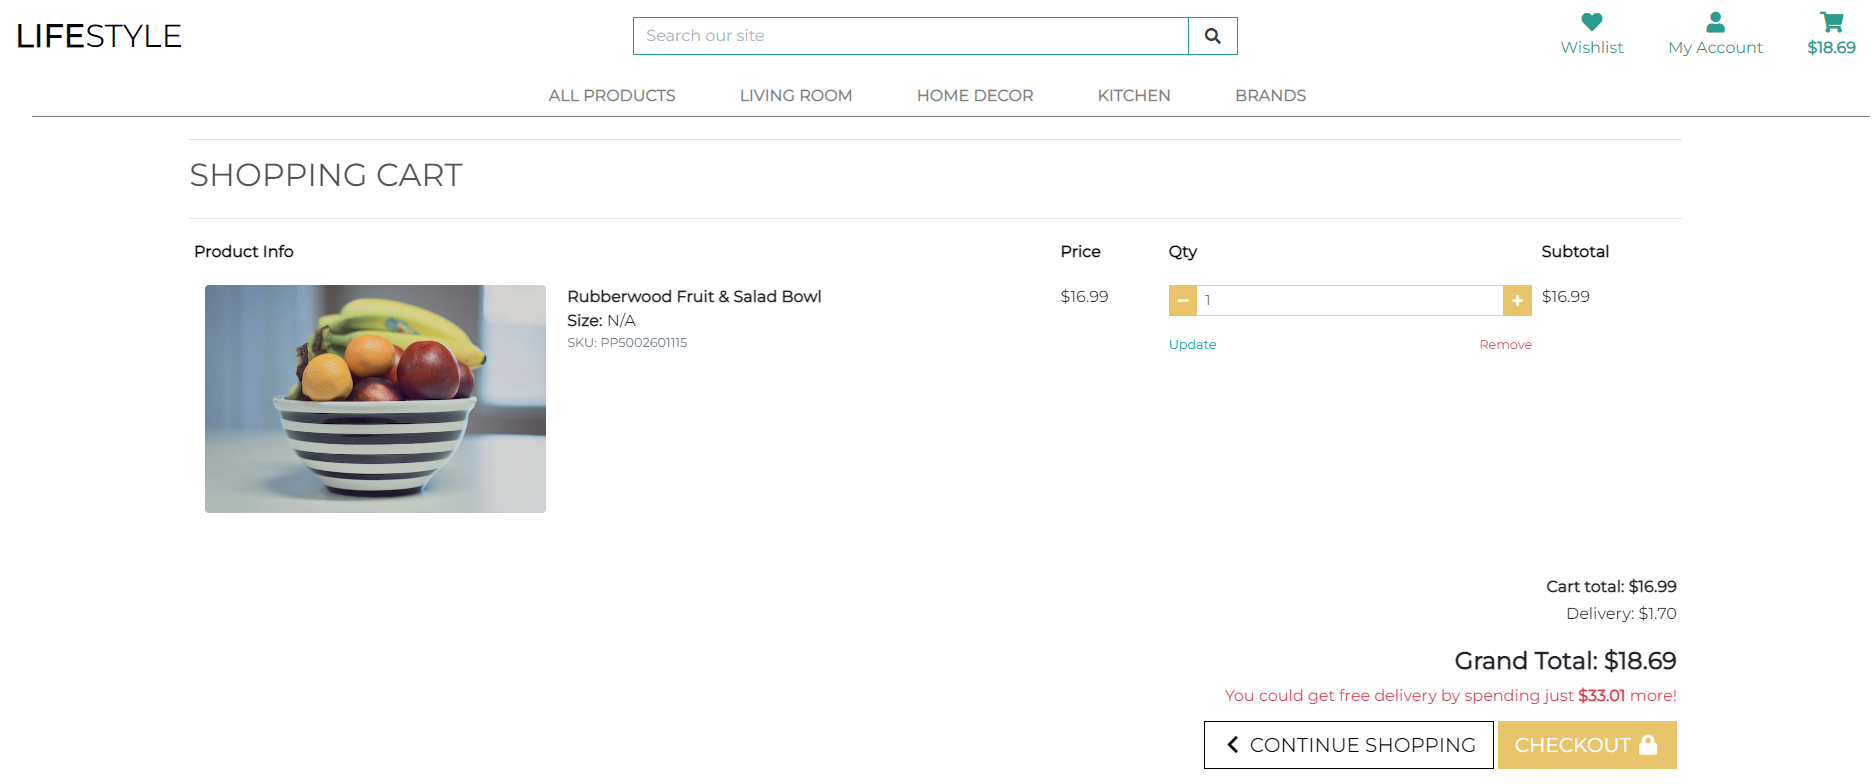 LIFESTYLE
Search our site
Wishlist
My Account
$18.69
ALL PRODUCTS
LIVING ROOM
HOME DECOR
KITCHEN
BRANDS
SHOPPING CART
Product Info
Price
Qty
Subtotal
Rubberwood Fruit & Salad Bowl
Size: N/A
SKU: PP5002601115
$16.99
1
$16.99
Update
Remove
Cart total: $16.99
Delivery: $1.70
Grand Total: $18.69
You could get free delivery by spending just $33.01 more!
CONTINUE SHOPPING
CHECKOUT